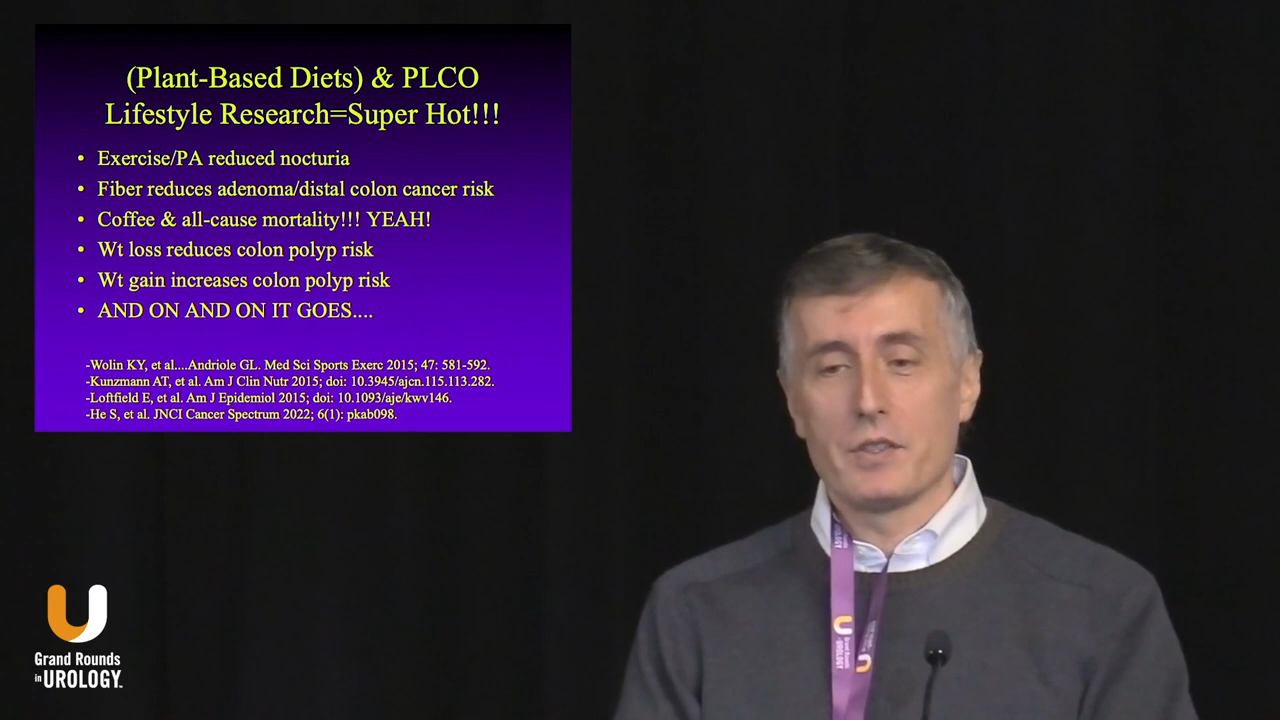 (Plant-Based Diets) & PLCO
Lifestyle Research=Super Hot!!!
• Exercise/PA reduced nocturia
• Fiber reduces adenoma/distal colon cancer risk
• Coffee & all-cause mortality!!! YEAH!
• Wt loss reduces colon polyp risk
• Wt gain increases colon polyp risk
• AND ON AND ON IT GOES....
-Wolin KY, et al....Andriole GL. Med Sci Sports Exerc 2015; 47: 581-592.
-Kunzmann AT, et al. Am J Clin Nutr 2015; doi: 10.3945/ajcn.115.113.282.
-Loftfield E, et al. Am J Epidemiol 2015; doi: 10.1093/aje/kwv146.
-He S, et al. JNCI Cancer Spectrum 2022; 6(1): pkab098.
Grand Rounds
in UROLOGY™
UROLOGY
Grand Rounds
UROLOGY